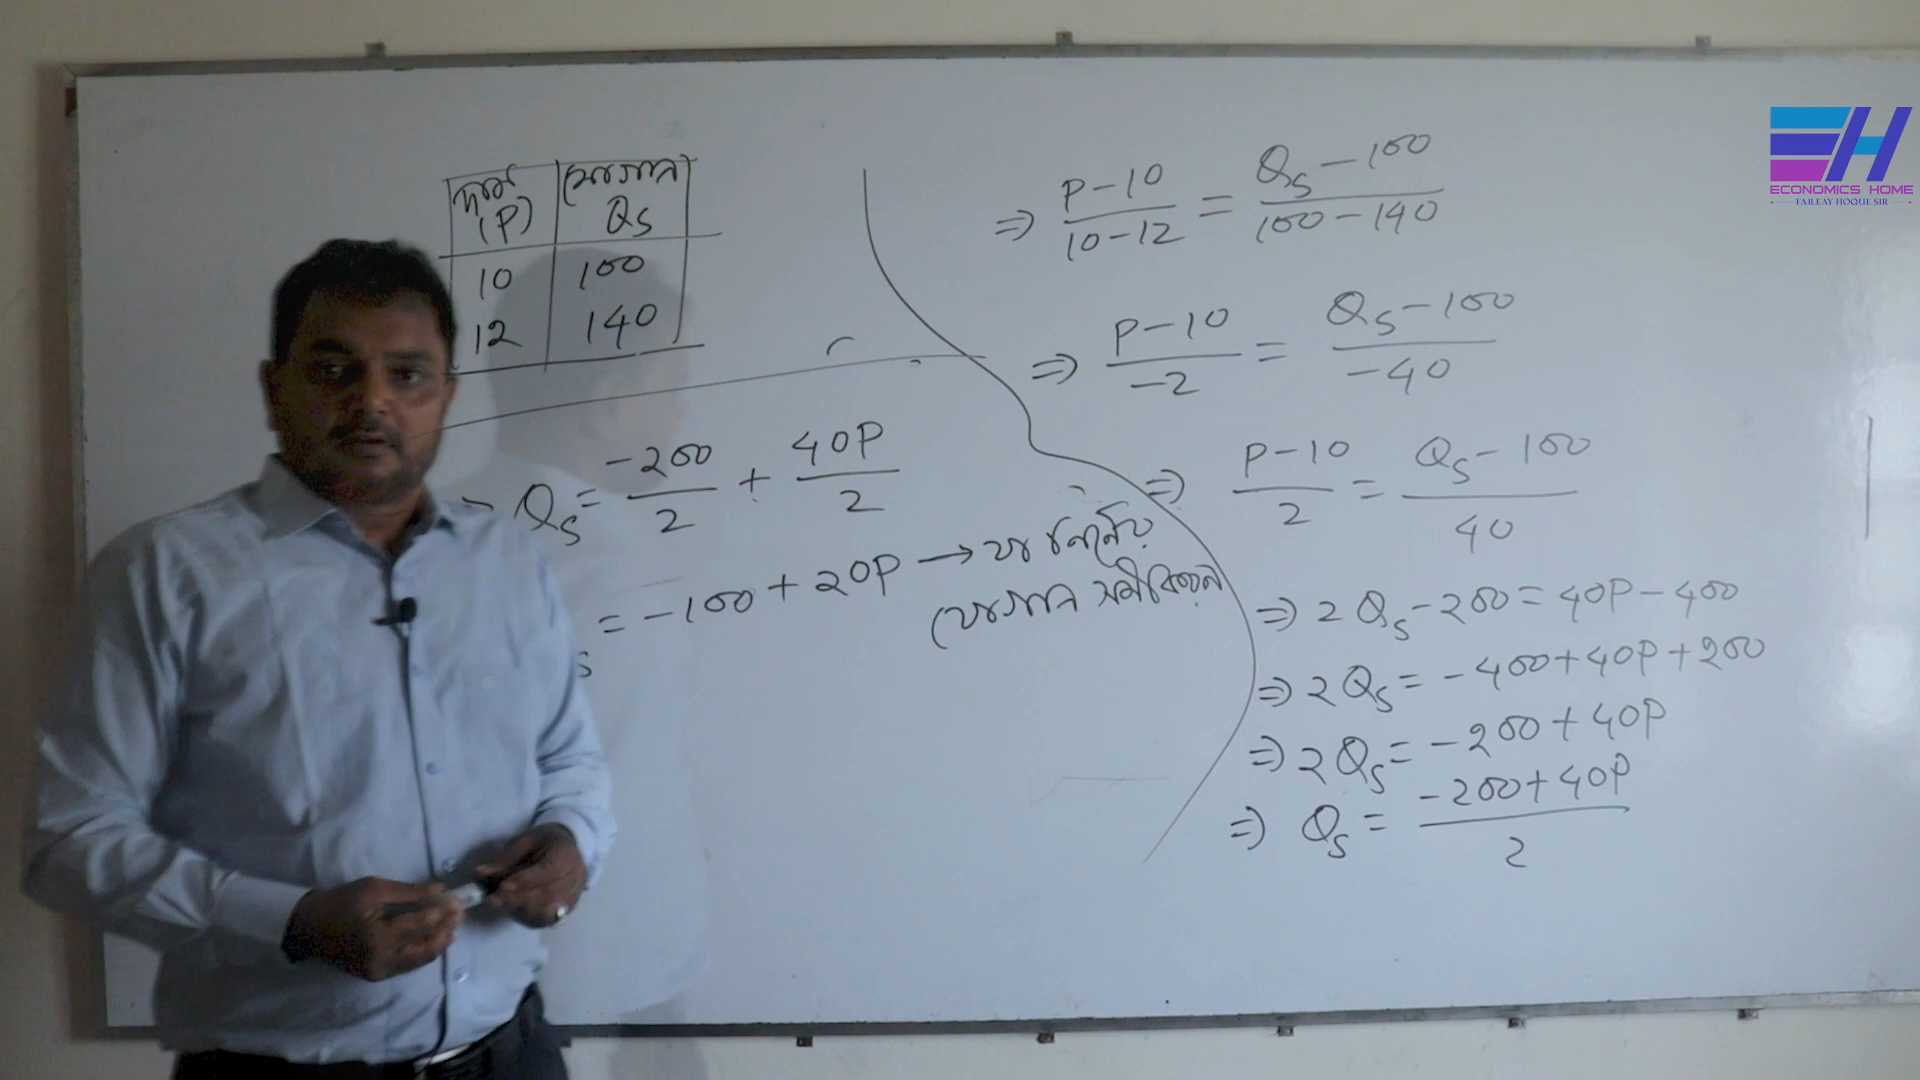 দাম যোগান
(P) Qs
10 100
12 140
Qs = -200/2 + 40P/2
= -100 + 20P → যা নির্ণেয়
যোগান সমীকরণ
s
⇒ P-10/10-12 = Qs-100/100-140
⇒ P-10/-2 = Qs-100/-40
⇒ P-10/2 = Qs-100/40
⇒ 2Qs-200 = 40P-400
⇒ 2Qs = -400+40P+200
⇒ 2Qs = -200+40P
⇒ Qs = -200+40P/2
EH
ECONOMICS HOME
FAILEAY HOQUE SIR